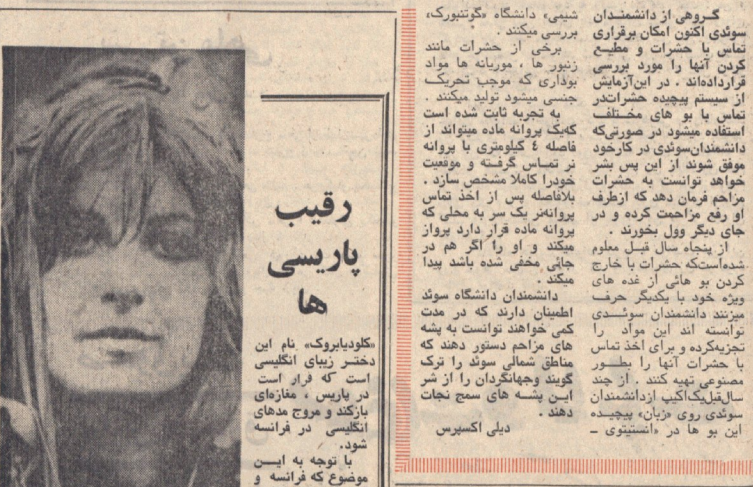 گروهی از دانشمندان
سوئدی اکنون امکان برقراری
تماس با حشرات و مطیع
کردن آنها را مورد بررسی
قرارداده‌اند . در این‌آزمایش
از سیستم پیچیده حشرات‌در
تماس با بو های مختلف
استفاده میشود در صورتی‌که
دانشمندان‌سوئدی در کارخود
موفق شوند از این پس بشر
خواهد توانست به حشرات
مزاحم فرمان دهد که ازطرف
او رفع مزاحمت کرده و در
جای دیگر وول بخورند .
از پنجاه سال قبل معلوم
شده‌است‌که حشرات با خارج
کردن بو هائی از غده های
ویژه خود با یکدیگر حرف
میزنند دانشمندان سوئدی
توانسته اند این مواد را
تجزیه‌کرده و برای اخذ تماس
با حشرات آنها را بطور
مصنوعی تهیه کنند . از چند
سال‌قبل‌یک‌اکیپ ازدانشمندان
سوئدی روی «زبان» پیچیده
این بو ها در «انستیتوی ـ
شیمی» دانشگاه «گوتنبورک»
بررسی میکنند .
برخی از حشرات مانند
زنبور ها ، موریانه ها مواد
بوداری که موجب تحریک
جنسی میشود تولید میکنند .
به تجربه ثابت شده است
که‌یک پروانه ماده میتواند از
فاصله ٤ کیلومتری با پروانه
نر تماس گرفته و موقعیت
خودرا کاملا مشخص سازد .
بلافاصله پس از اخذ تماس
پروانه‌نر یک سر به محلی که
پروانه ماده قرار دارد پرواز
میکند و او را اگر هم در
جائی مخفی شده باشد پیدا
میکند .
دانشمندان دانشگاه سوئد
اطمینان دارند که در مدت
کمی خواهند توانست به پشه
های مزاحم دستور دهند که
مناطق شمالی سوئد را ترک
گویند وجهانگردان را از شر
این پشه های سمج نجات
دهند .
دیلی اکسپرس
رقیب
پاریسی
ها
«کلودیابروک» نام این
دختر زیبای انگلیسی
است که قرار است
در پاریس ، مغازه‌ای
بازکند و مروج مدهای
انگلیسی در فرانسه
شود.
با توجه به این
موضوع که فرانسه و